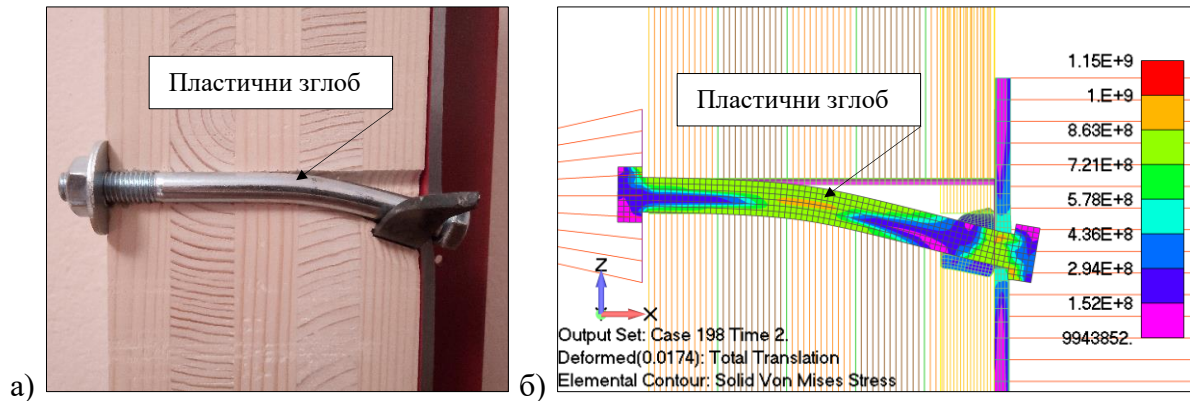 Пластични зглоб
а)
Пластични зглоб
1.15E+9
1.E+9
8.63E+8
7.21E+8
5.78E+8
4.36E+8
2.94E+8
1.52E+8
9943852.
Z
X
Output Set: Case 198 Time 2.
Deformed(0.0174): Total Translation
Elemental Contour: Solid Von Mises Stress
б)